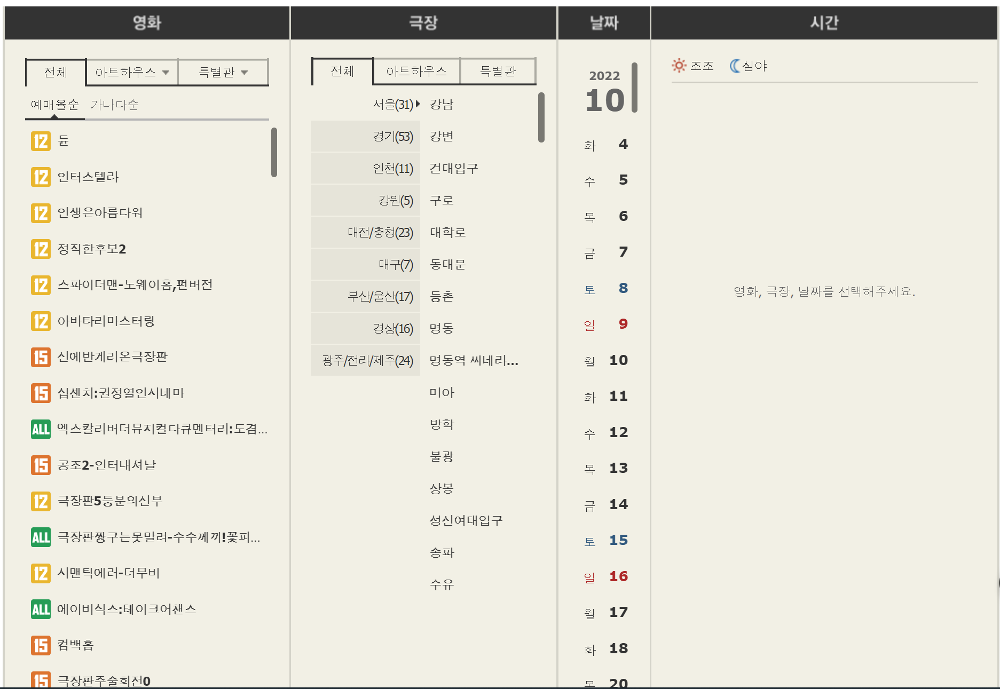 영화
전체
아트하우스
특별관
예매율순
가나다순
12 듄
12 인터스텔라
12 인생은아름다워
12 정직한후보2
12 스파이더맨-노웨이홈,펀버전
12 아바타리마스터링
15 신에반게리온극장판
15 십센치:권정열인시네마
ALL 엑스칼리버더뮤지컬다큐멘터리:도겸...
15 공조2-인터내셔날
12 극장판5등분의신부
ALL 극장판짱구는못말려-수수께끼!꽃피...
12 시맨틱에러-더무비
ALL 에이비식스:테이크어챈스
15 컴백홈
15 극장판주술회전0
극장
전체
아트하우스
특별관
서울(31)
경기(53)
인천(11)
강원(5)
대전/충청(23)
대구(7)
부산/울산(17)
경상(16)
광주/전라/제주(24)
강남
강변
건대입구
구로
대학로
동대문
등촌
명동
명동역 씨네라...
미아
방학
불광
상봉
성신여대입구
송파
수유
날짜
2022
10
화 4
수 5
목 6
금 7
토 8
일 9
월 10
화 11
수 12
목 13
금 14
토 15
일 16
월 17
화 18
목 20
시간
조조
심야
영화, 극장, 날짜를 선택해주세요.